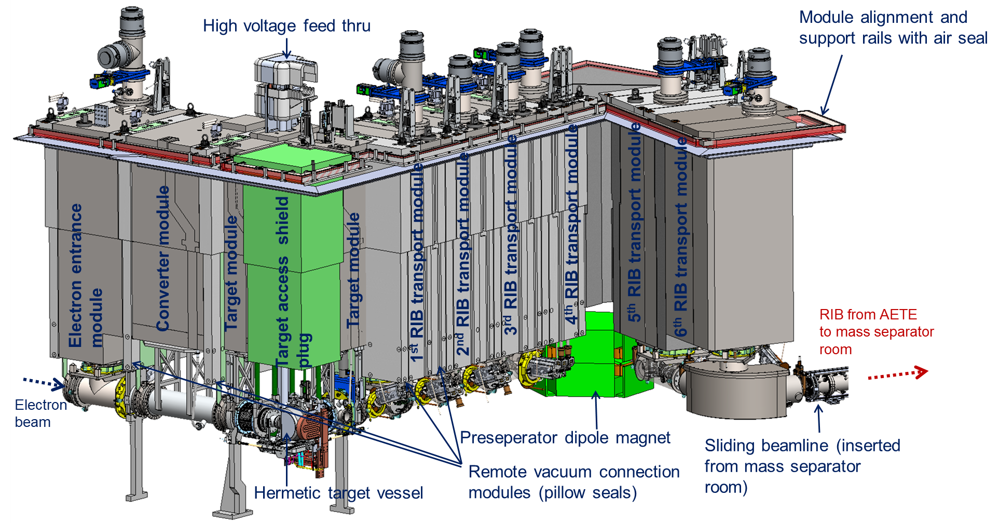 High voltage feed thru
Module alignment and
support rails with air seal
Electron entrance
module
Converter module
Target module
Target access shield
plug
Target module
1st RIB transport module
2nd RIB transport module
3rd RIB transport module
4th RIB transport module
5th RIB transport module
6th RIB transport module
RIB from AETE
to mass separator
room
Electron
beam
Preseperator dipole magnet
Sliding beamline (inserted
from mass separator
room)
Remote vacuum connection
modules (pillow seals)
Hermetic target vessel